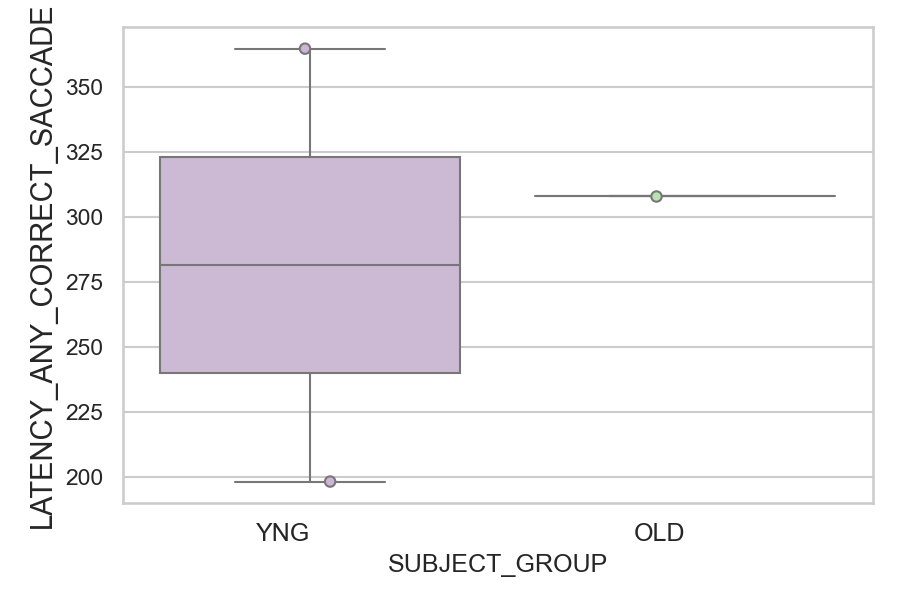 LATENCY_ANY_CORRECT_SACCADE
350
325
300
275
250
225
200
YNG
OLD
SUBJECT_GROUP